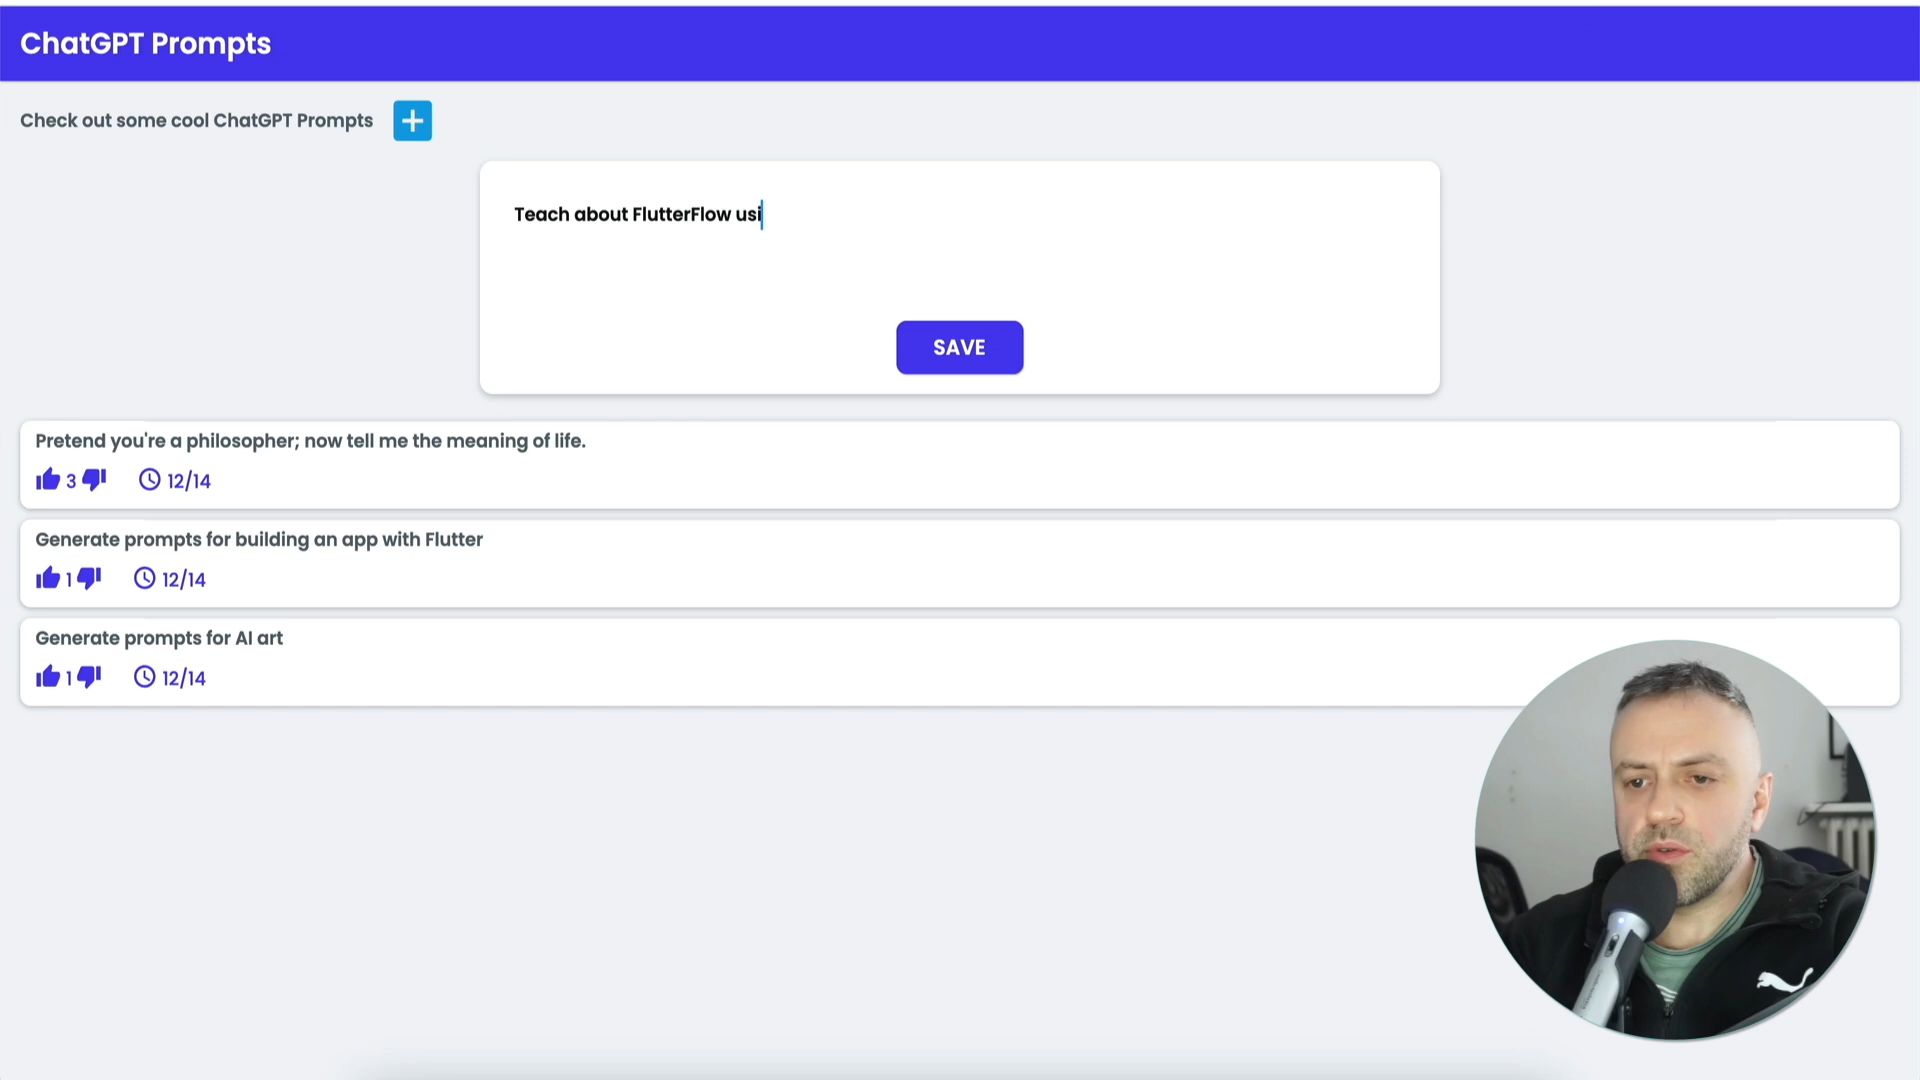 ChatGPT Prompts
Check out some cool ChatGPT Prompts
Teach about FlutterFlow usi
SAVE
Pretend you're a philosopher; now tell me the meaning of life.
3 12/14
Generate prompts for building an app with Flutter
1 12/14
Generate prompts for AI art
1 12/14